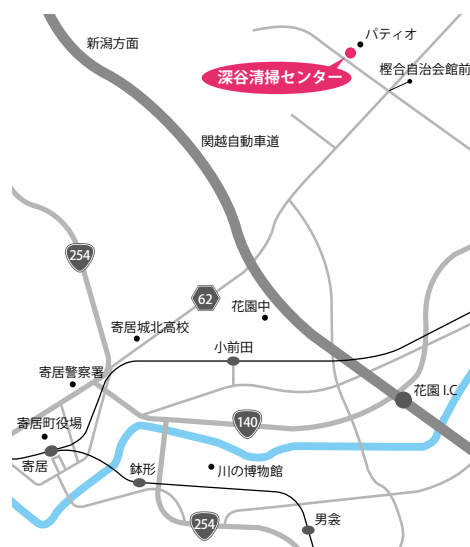 新潟方面
パティオ
深谷清掃センター
樫合自治会館前
関越自動車道
254
62
花園中
寄居城北高校
小前田
寄居警察署
花園 I.C
140
寄居町役場
寄居
鉢形
川の博物館
254
男衾